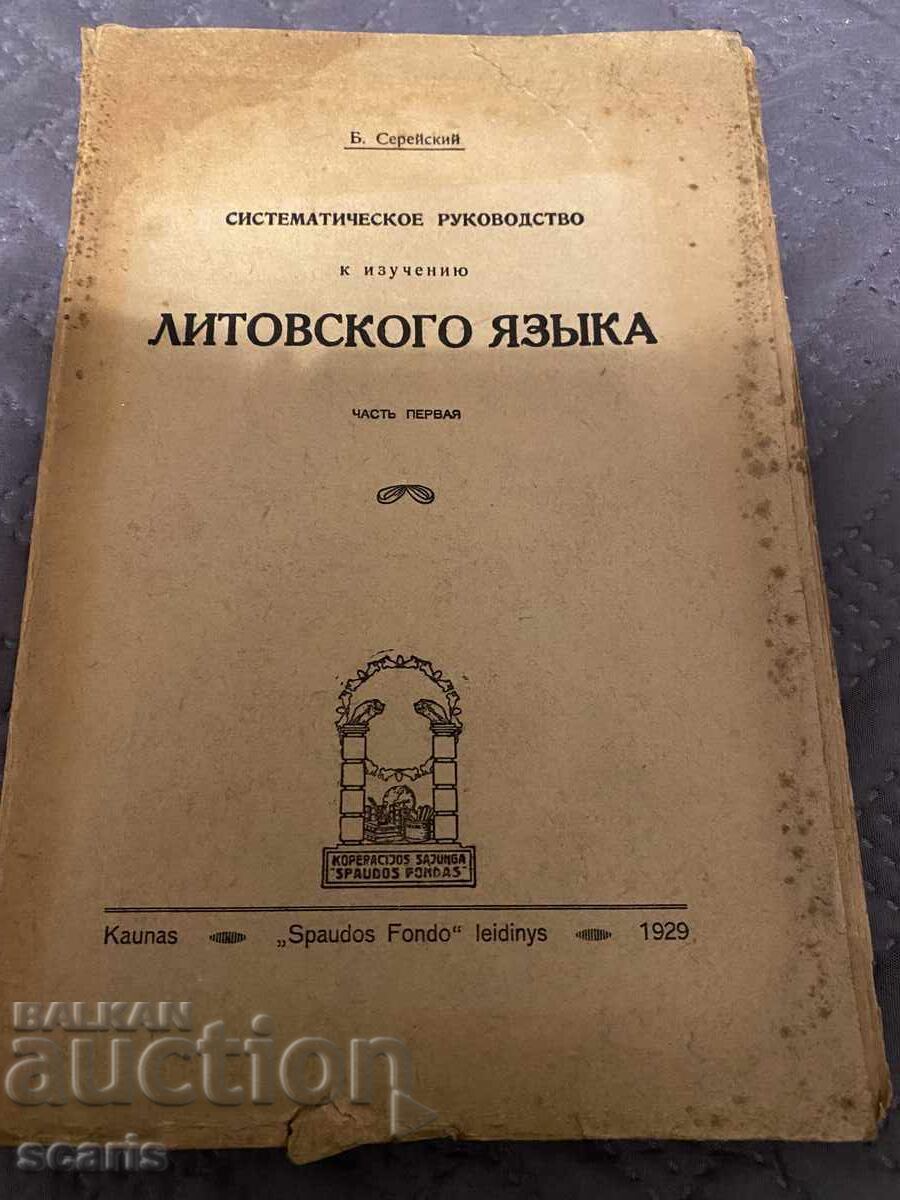 Б. Серейский
СИСТЕМАТИЧЕСКОЕ РУКОВОДСТВО
к изучению
ЛИТОВСКОГО ЯЗЫКА
ЧАСТЬ ПЕРВАЯ
KOPERACIJOS SĄJUNGA
"SPAUDOS FONDAS"
Kaunas „Spaudos Fondo“ leidinys 1929
BALKAN
auction
scaris